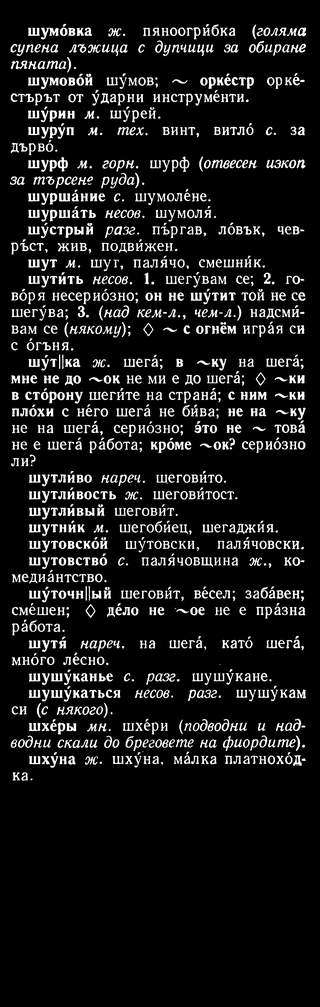 шумо́вка ж. пяноогри́бка (голяма
супена лъжица с дупчици за обиране
пяната).
шумово́й шу́мов; ~ орке́стр орке́-
стърът от у́дарни инструме́нти.
шу́рин м. шу́рей.
шуру́п м. тех. винт, витло́ с. за
дърво́.
шурф м. горн. шурф (отвесен изкоп
за търсене руда).
шурша́ние с. шумоле́не.
шурша́ть несов. шумоля́.
шу́стрый разг. пъ́ргав, ло́вък, чев-
ръ́ст, жив, подви́жен.
шут м. шут, паля́чо, смешни́к.
шути́ть несов. 1. шегу́вам се; 2. го-
во́ря несерио́зно; он не шу́тит той не се
шегу́ва; 3. (над кем-л., чем-л.) надсми́-
вам се (някому); ◊ ~ с огнём игра́я си
с о́гъня.
шу́т||ка ж. шега́; в ~ку на шега́;
мне не до ~ок не ми е до шега́; ◊ ~ки
в сто́рону шеги́те на страна́; с ним ~ки
пло́хи с не́го шега́ не би́ва; не на ~ку
не на шега́, серио́зно; э́то не ~ това́
не е шега́ ра́бота; кро́ме ~ок? серио́зно
ли?
шутли́во нареч. шегови́то.
шутли́вость ж. шегови́тост.
шутли́вый шегови́т.
шутни́к м. шегоби́ец, шегаджи́я.
шутовско́й шу́товски, паля́човски.
шутовство́ с. паля́човщина ж., ко-
медиа́нтство.
шу́точн||ый шегови́т, ве́сел; заба́вен;
сме́шен; ◊ де́ло не ~ое не е пра́зна
ра́бота.
шутя́ нареч. на шега́, като́ шега́,
мно́го ле́сно.
шушу́канье с. разг. шушу́кане.
шушу́каться несов. разг. шушу́кам
си (с някого).
шхе́ры мн. шхе́ри (подводни и над-
водни скали до бреговете на фиордите).
шху́на ж. шху́на, ма́лка платнохо́д-
ка.